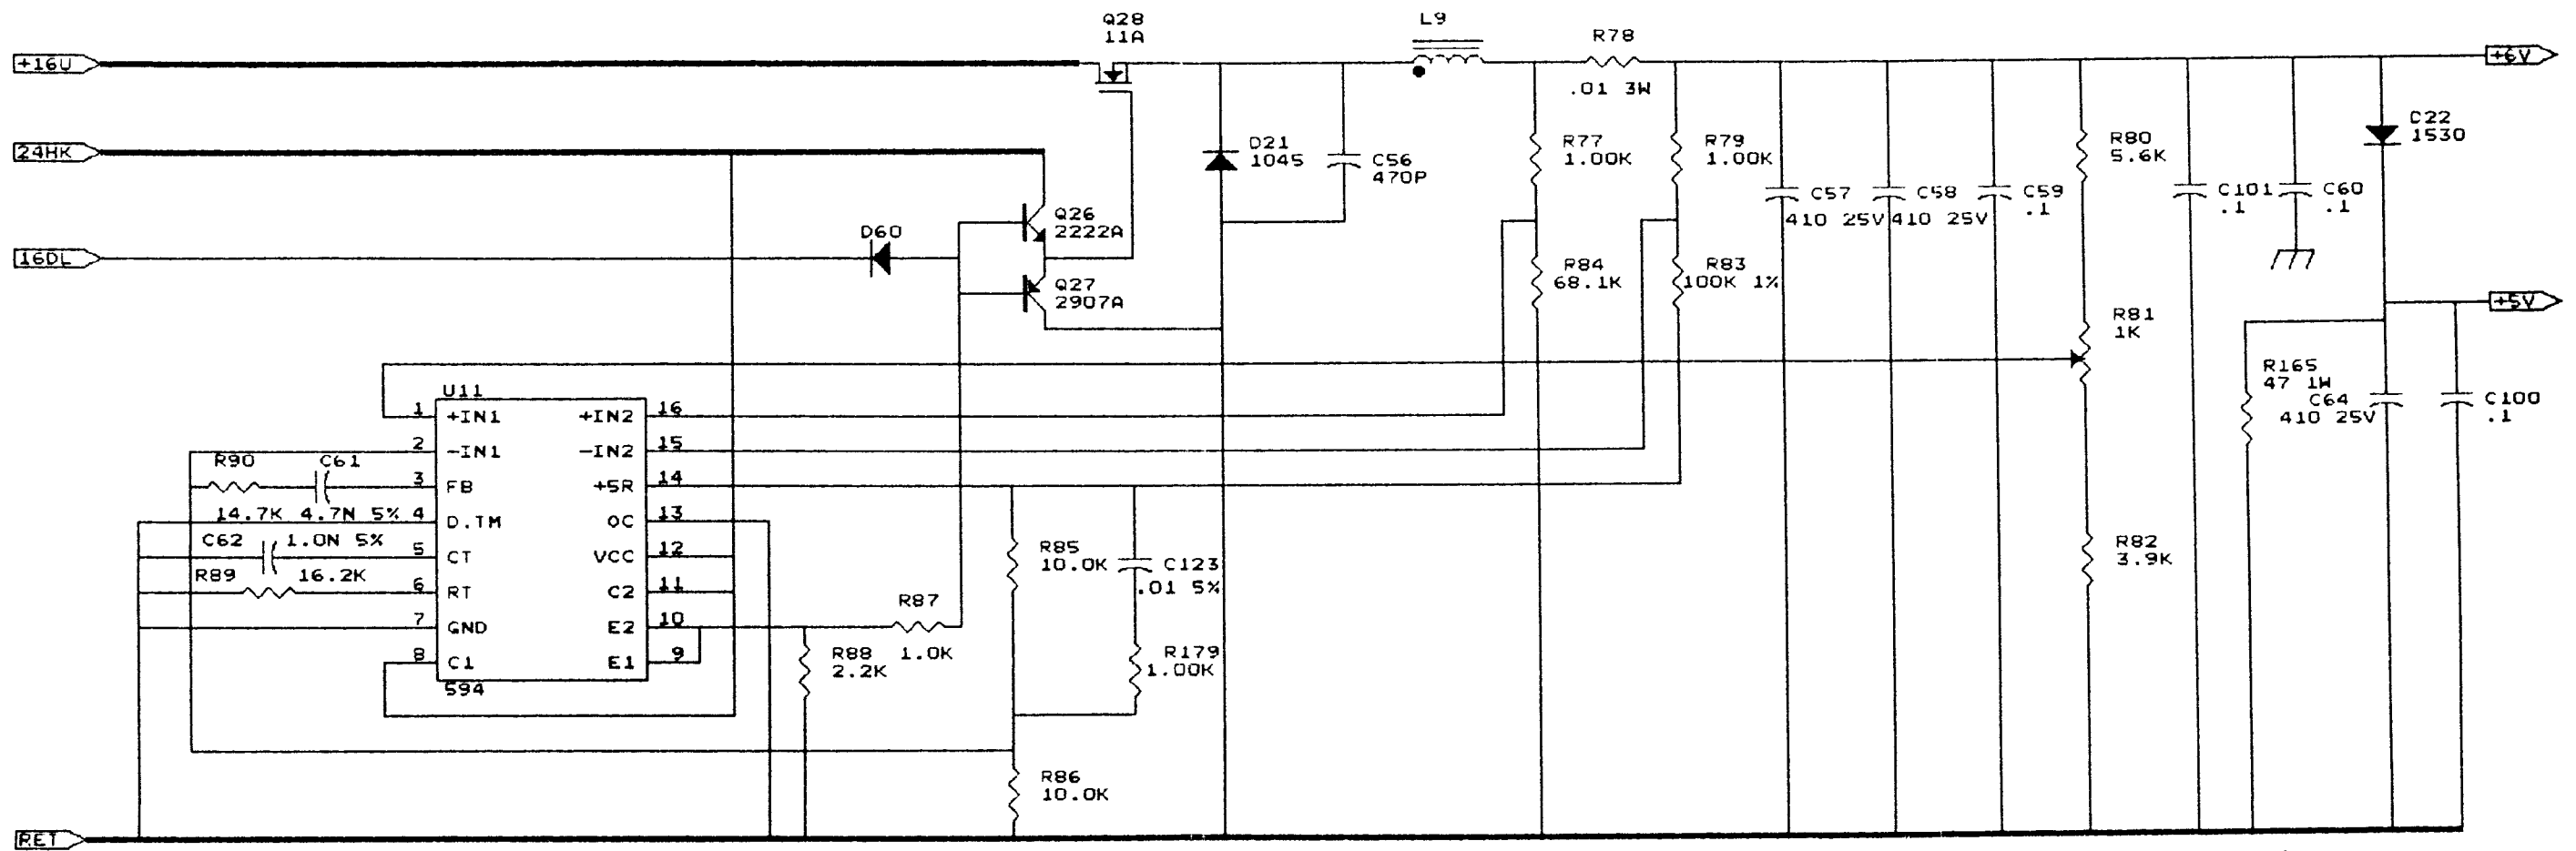 Q28
11A
L9
R78
.01 3W
+16U
+6V
24HK
16DL
D60
Q26
2222A
Q27
2907A
D21
1045
C56
470P
R77
1.00K
R79
1.00K
R84
68.1K
R83
100K 1%
C57
410 25V
C58
410 25V
C59
.1
R80
5.6K
C101
.1
C60
.1
D22
1530
+5V
R81
1K
R165
47 1W
C64
410 25V
C100
.1
R82
3.9K
U11
1 +IN1 +IN2 16
2 -IN1 -IN2 15
3 FB +5R 14
4 D.TM OC 13
5 CT VCC 12
6 RT C2 11
7 GND E2 10
8 C1 E1 9
594
R90
14.7K
C61
4.7N 5%
C62
1.0N 5%
R89
16.2K
R87
1.0K
R88
2.2K
R85
10.0K
C123
.01 5%
R179
1.00K
R86
10.0K
RET